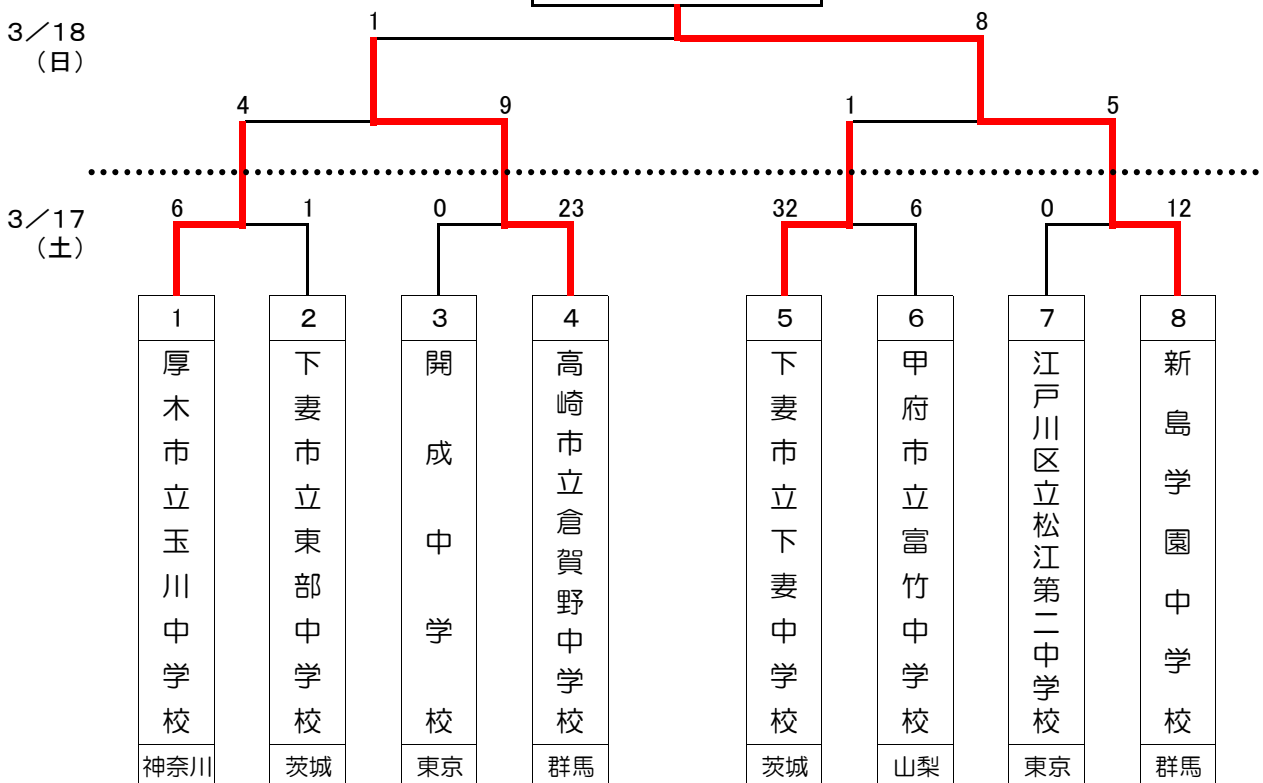 3／18
（日）
1
8
4
9
1
5
3／17
（土）
6
1
0
23
32
6
0
12
1
2
3
4
5
6
7
8
厚木市立玉川中学校
下妻市立東部中学校
開成中学校
高崎市立倉賀野中学校
下妻市立下妻中学校
甲府市立富竹中学校
江戸川区立松江第二中学校
新島学園中学校
神奈川
茨城
東京
群馬
茨城
山梨
東京
群馬